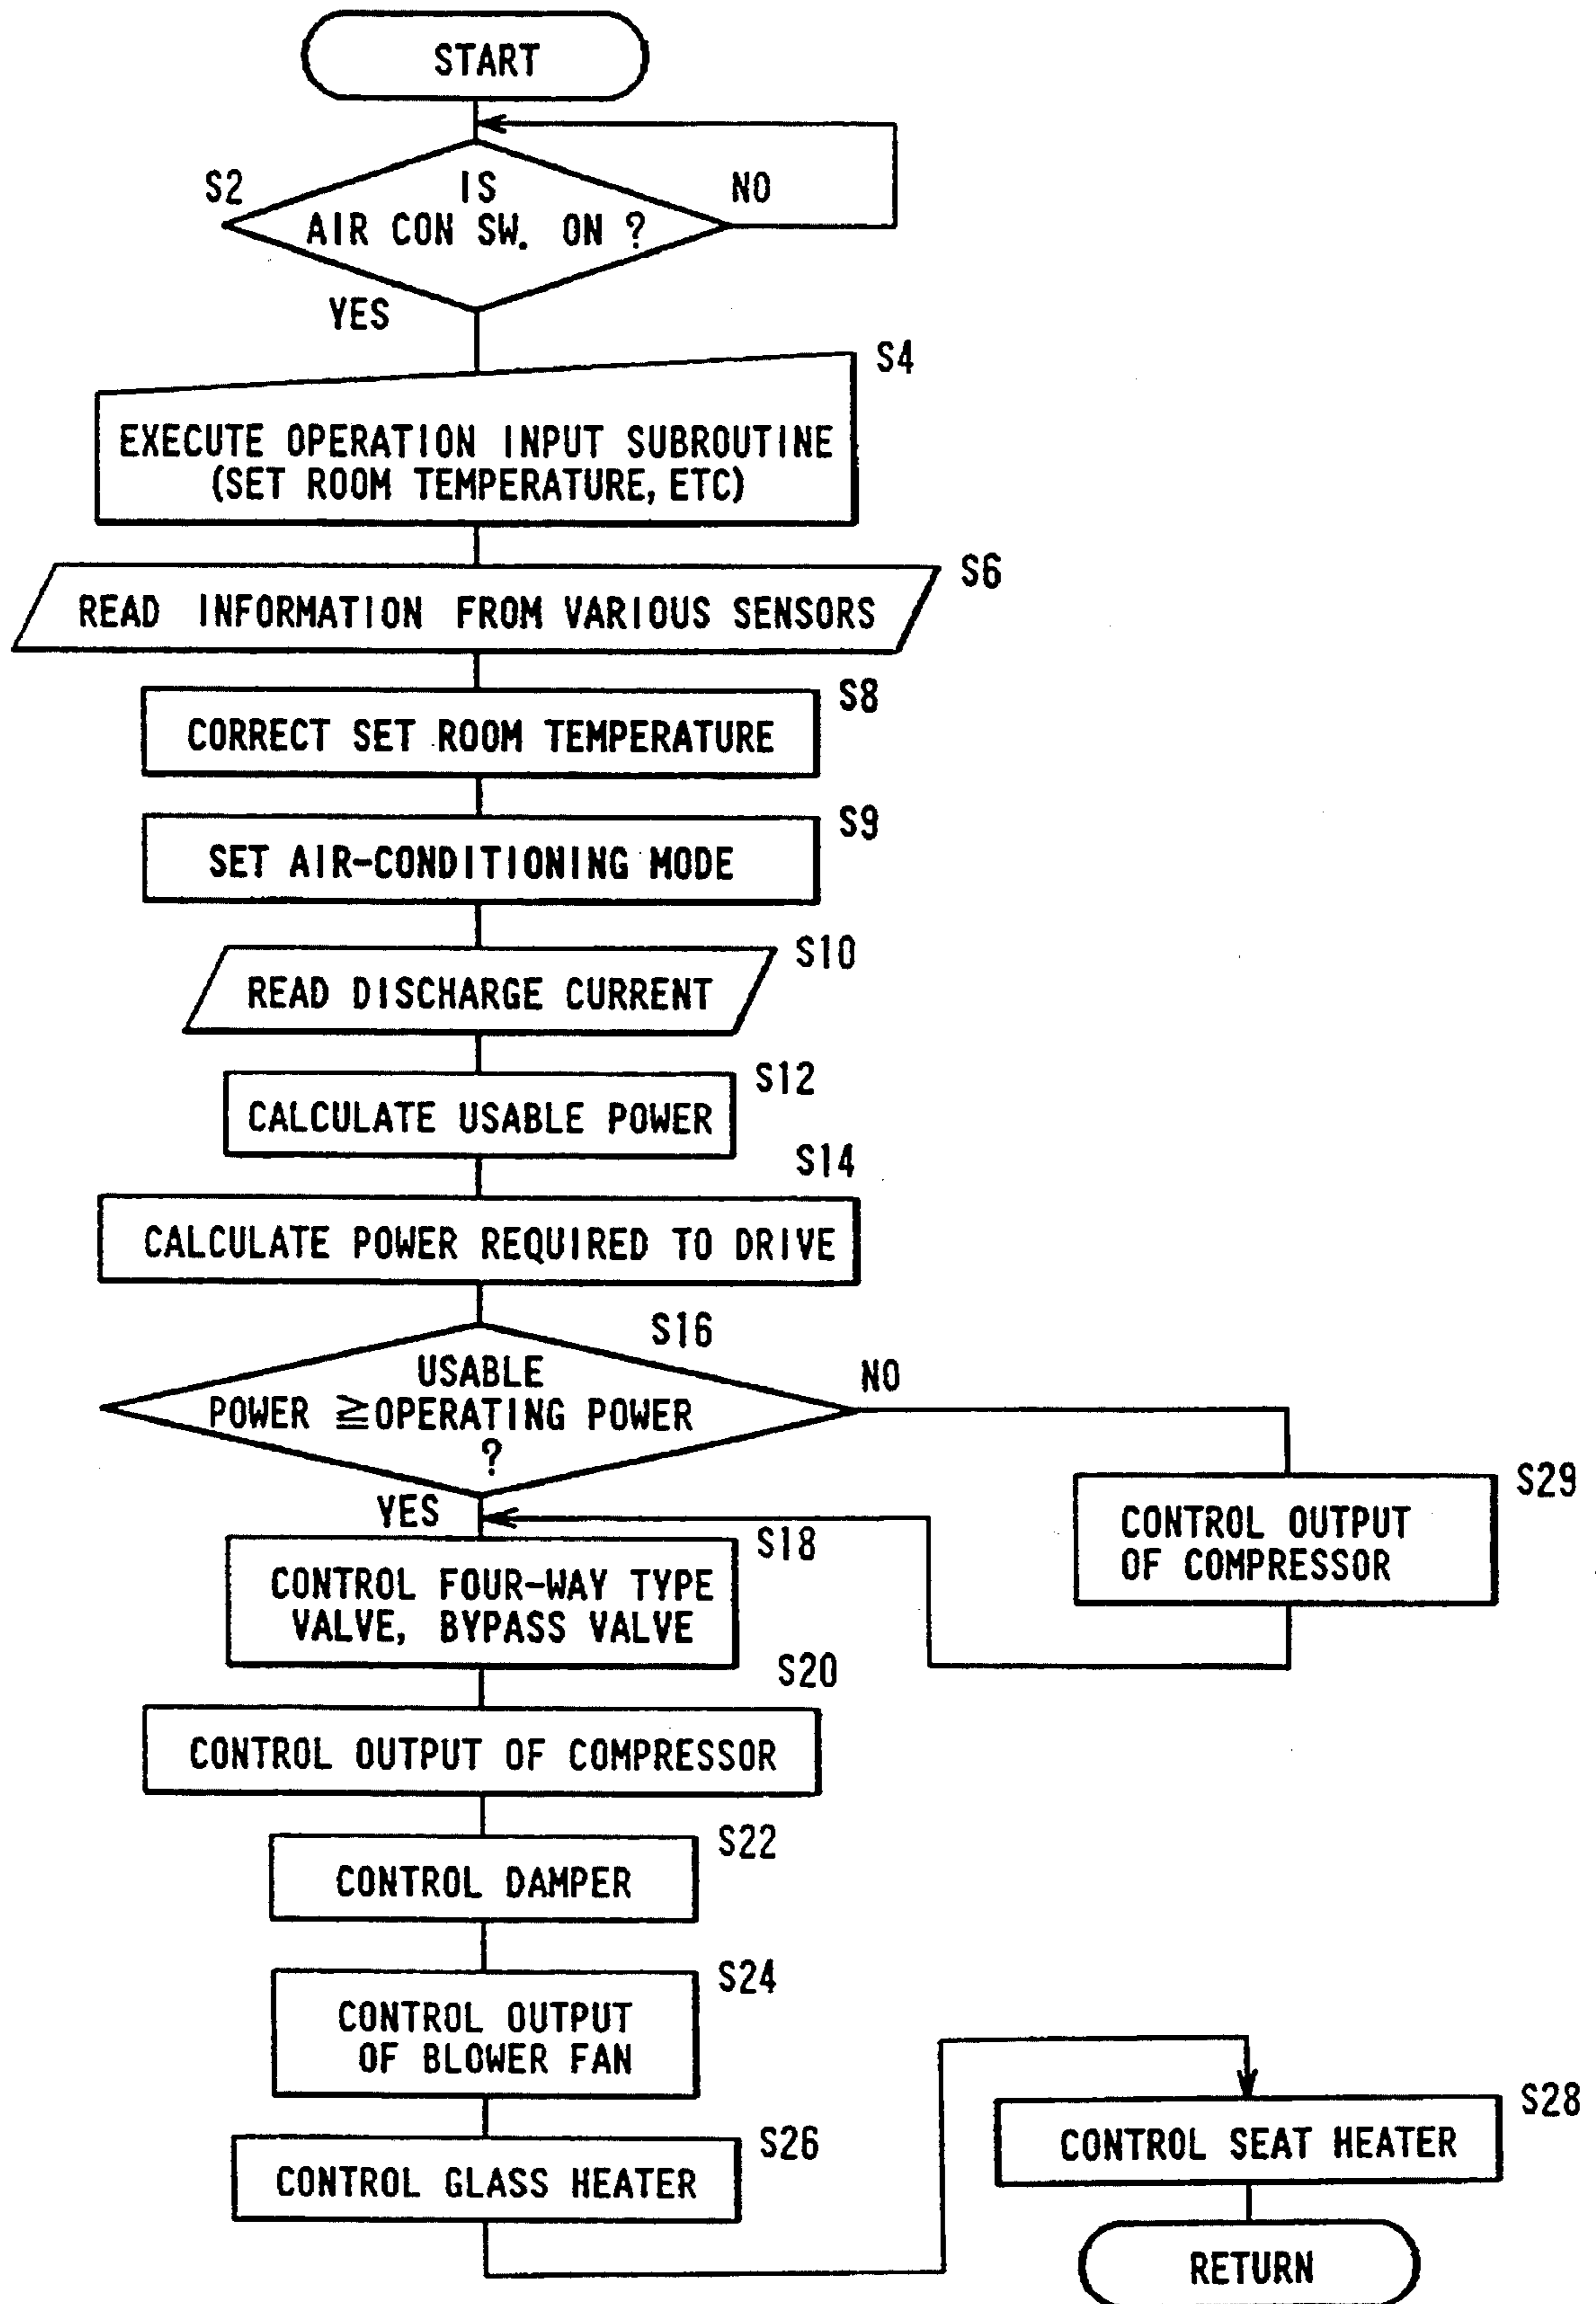 START
S2
IS
AIR CON SW. ON ?
NO
YES
S4
EXECUTE OPERATION INPUT SUBROUTINE
(SET ROOM TEMPERATURE, ETC)
S6
READ INFORMATION FROM VARIOUS SENSORS
S8
CORRECT SET ROOM TEMPERATURE
S9
SET AIR-CONDITIONING MODE
S10
READ DISCHARGE CURRENT
S12
CALCULATE USABLE POWER
S14
CALCULATE POWER REQUIRED TO DRIVE
S16
USABLE
POWER ≧OPERATING POWER
?
NO
YES
S29
CONTROL OUTPUT
OF COMPRESSOR
S18
CONTROL FOUR-WAY TYPE
VALVE, BYPASS VALVE
S20
CONTROL OUTPUT OF COMPRESSOR
S22
CONTROL DAMPER
S24
CONTROL OUTPUT
OF BLOWER FAN
S26
CONTROL GLASS HEATER
S28
CONTROL SEAT HEATER
RETURN